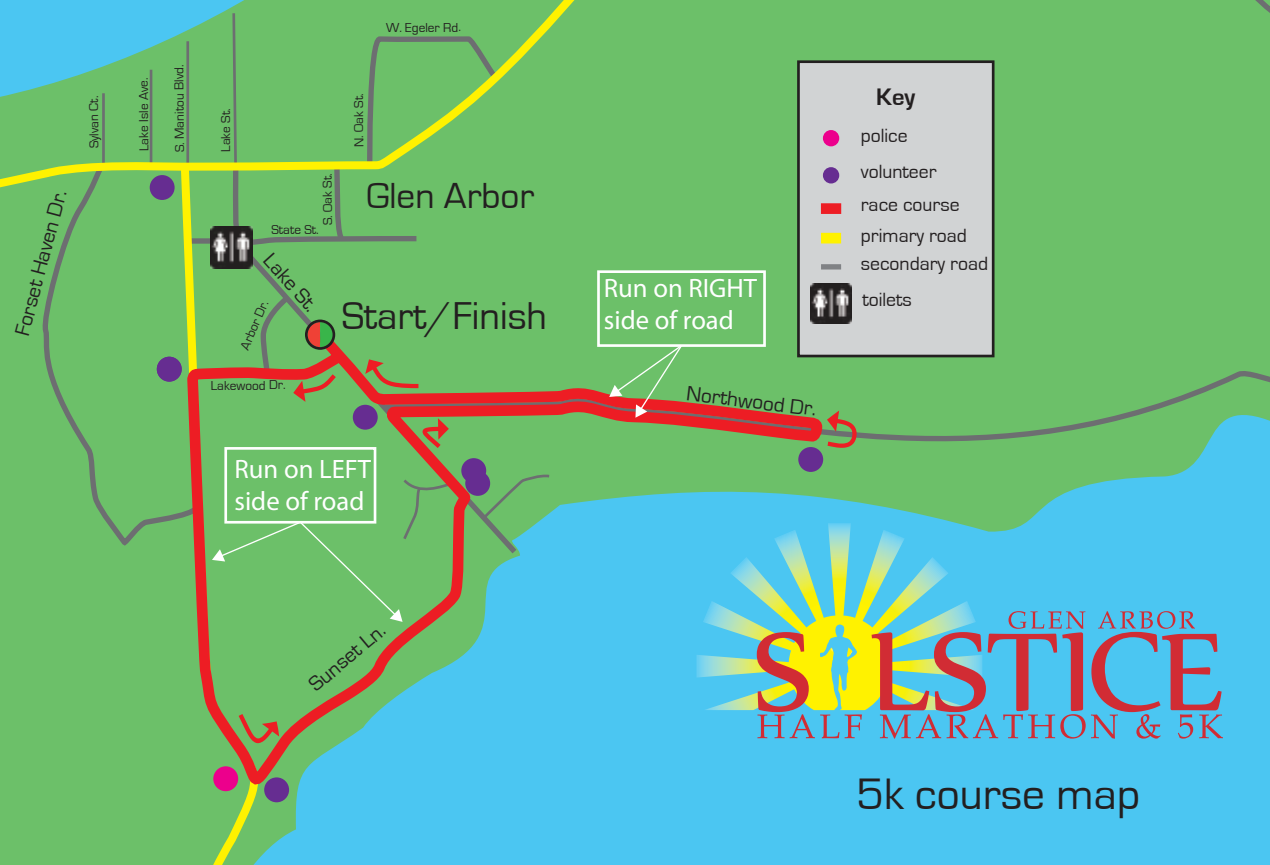 W. Egeler Rd.
Sylvan Ct.
Lake Isle Ave.
S. Manitou Blvd.
Lake St.
N. Oak St.
S. Oak St.
Glen Arbor
Forset Haven Dr.
State St.
Lake St.
Arbor Dr.
Start/Finish
Lakewood Dr.
Run on RIGHT
side of road
Northwood Dr.
Run on LEFT
side of road
Sunset Ln.
Key
police
volunteer
race course
primary road
secondary road
toilets
GLEN ARBOR
SOLSTICE
HALF MARATHON & 5K
5k course map